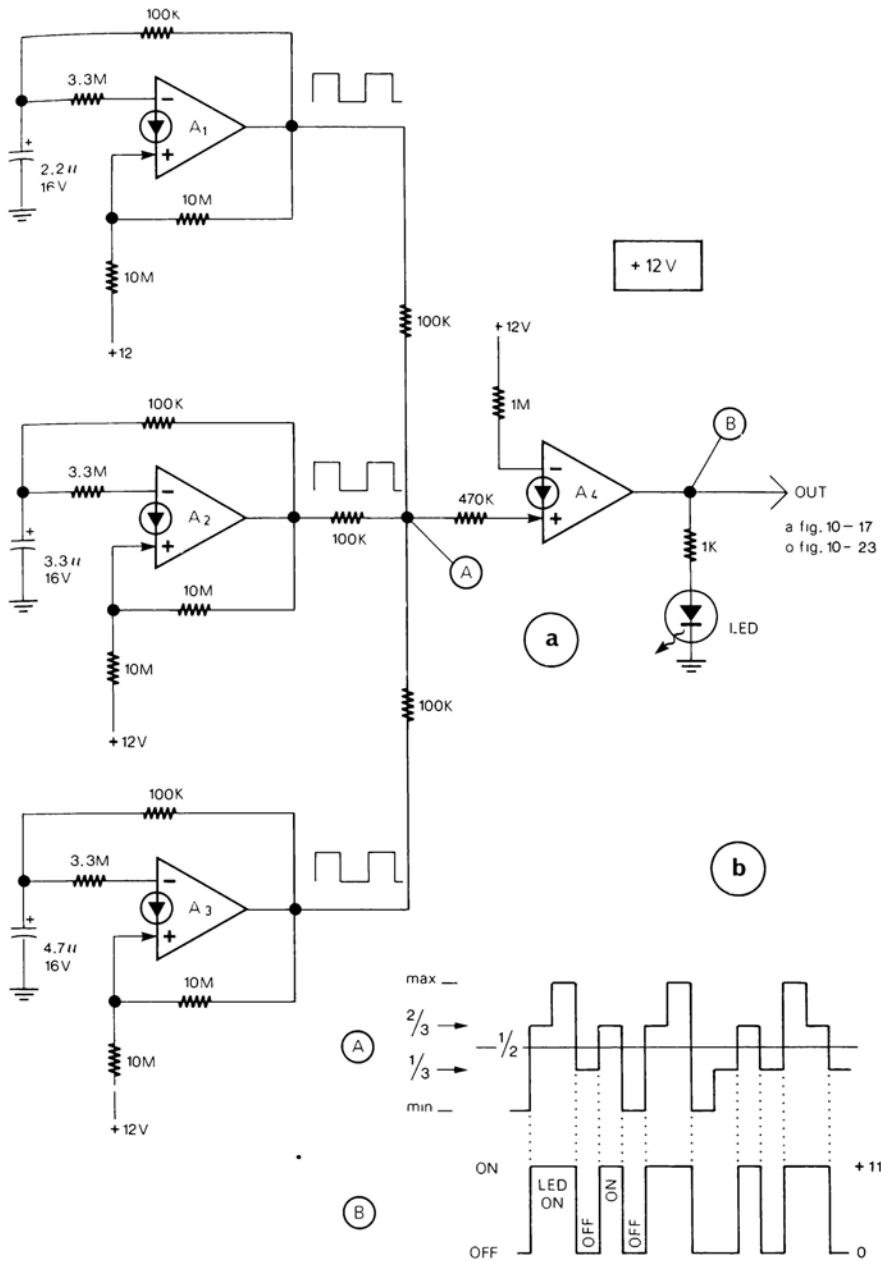 100K
3.3M
−
A1
+
+
2.2µ
16V
10M
10M
+12
100K
+12V
+12V
1M
−
A4
+
B
OUT
a fig. 10-17
o fig. 10-23
1K
LED
100K
3.3M
−
A2
+
+
3.3µ
16V
100K
470K
A
10M
10M
+12V
a
100K
100K
3.3M
−
A3
+
+
4.7µ
16V
10M
10M
+12V
b
max
2/3
1/2
A
1/3
min
ON
+11
LED
ON
OFF
ON
OFF
B
OFF
0